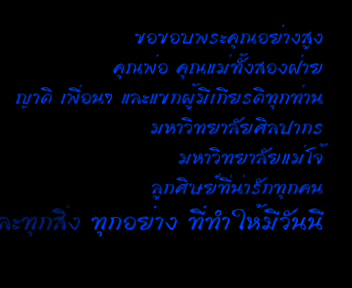 ขอขอบพระคุณอย่างสูง
คุณพ่อ คุณแม่ทั้งสองฝ่าย
ญาติ เพื่อนๆ และแขกผู้มีเกียรติทุกท่าน
มหาวิทยาลัยศิลปากร
มหาวิทยาลัยแม่โจ้
ลูกศิษย์ที่น่ารักทุกคน
ละทุกสิ่ง ทุกอย่าง ที่ทำให้มีวันนี้